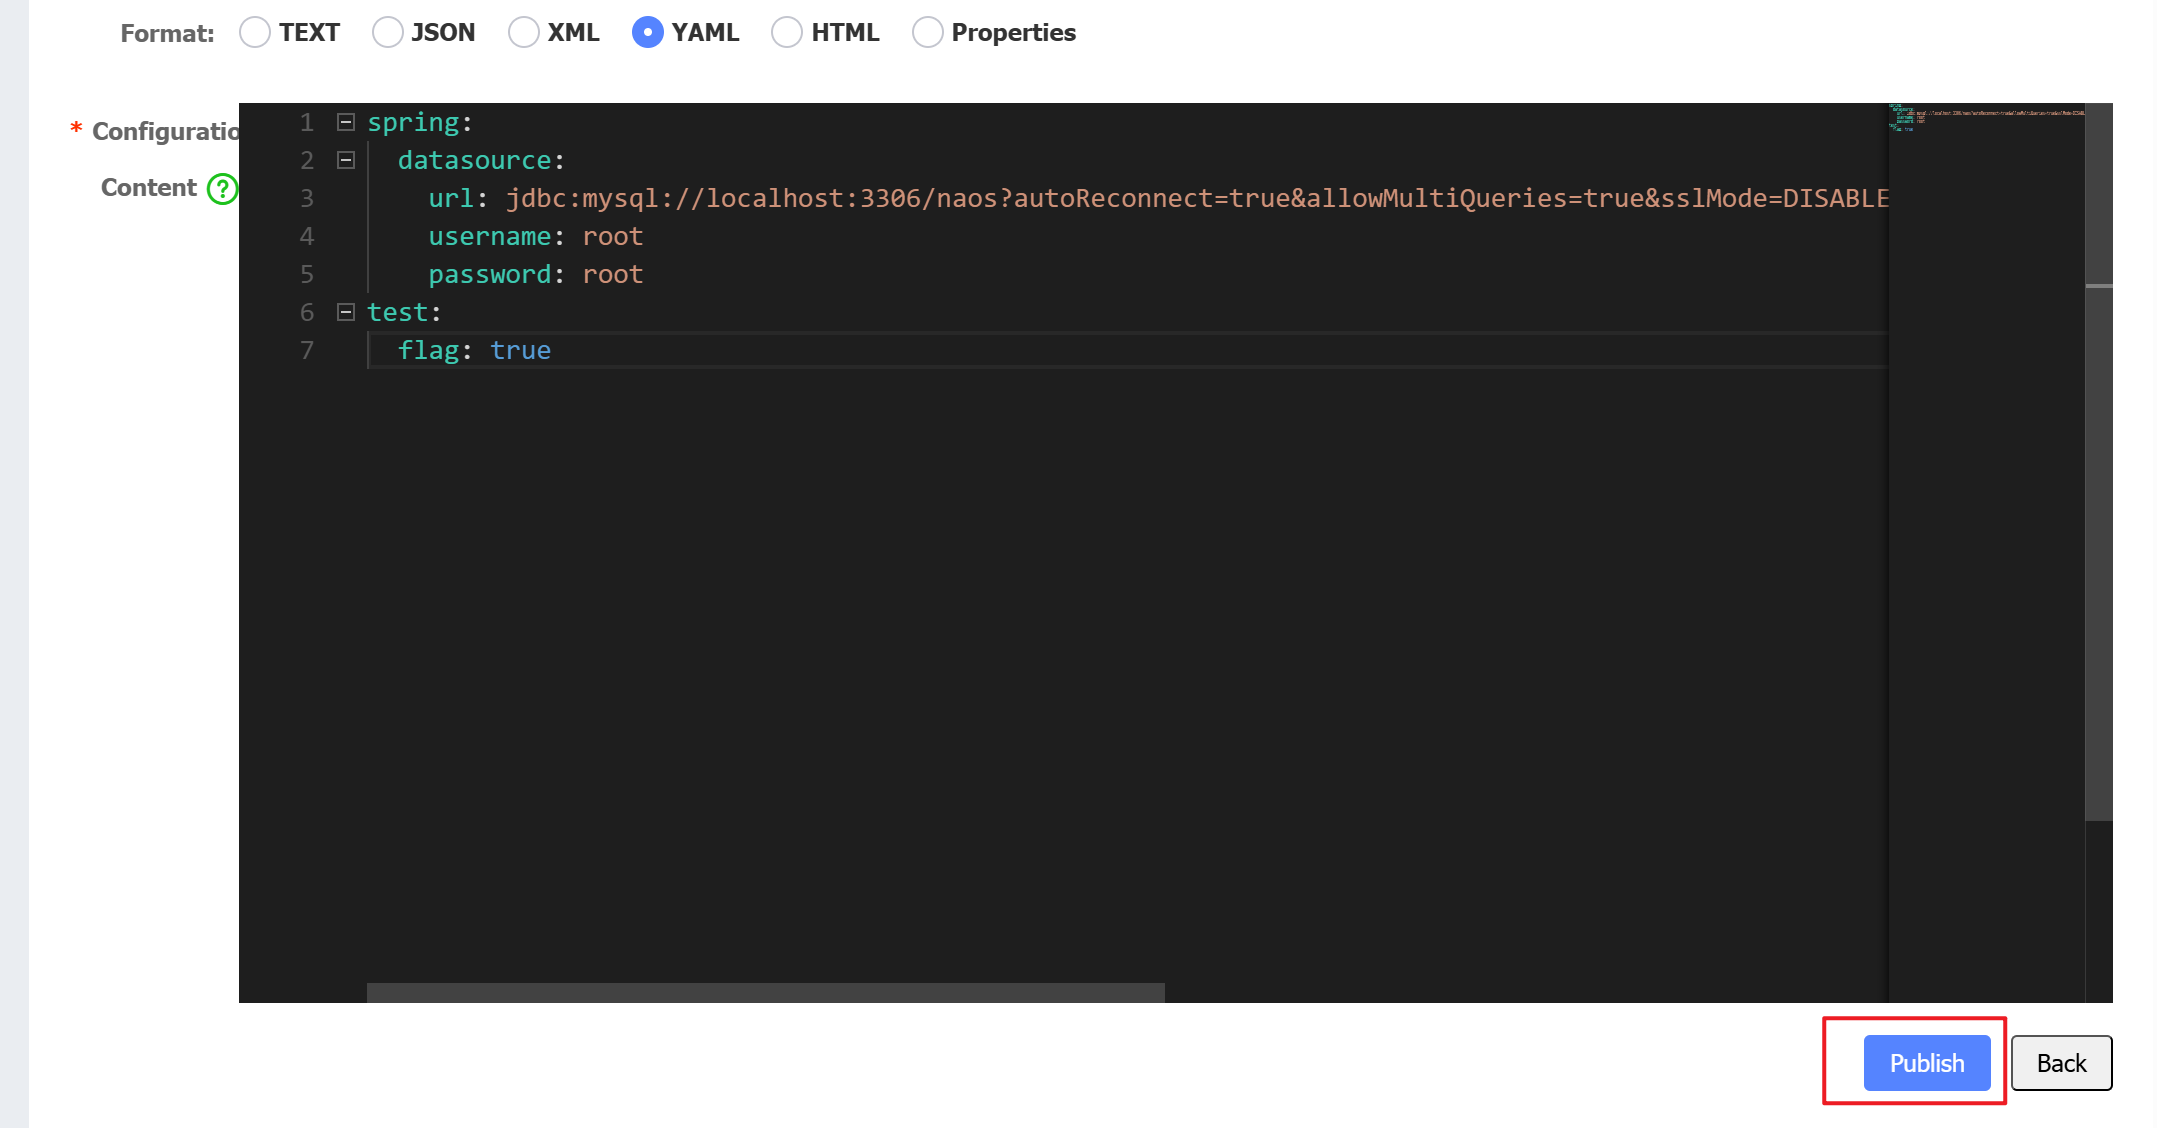 Format: TEXT JSON XML YAML HTML Properties
* Configuratio
Content ?
1 spring:
2 datasource:
3 url: jdbc:mysql://localhost:3306/naos?autoReconnect=true&allowMultiQueries=true&sslMode=DISABLE
4 username: root
5 password: root
6 test:
7 flag: true
Publish Back